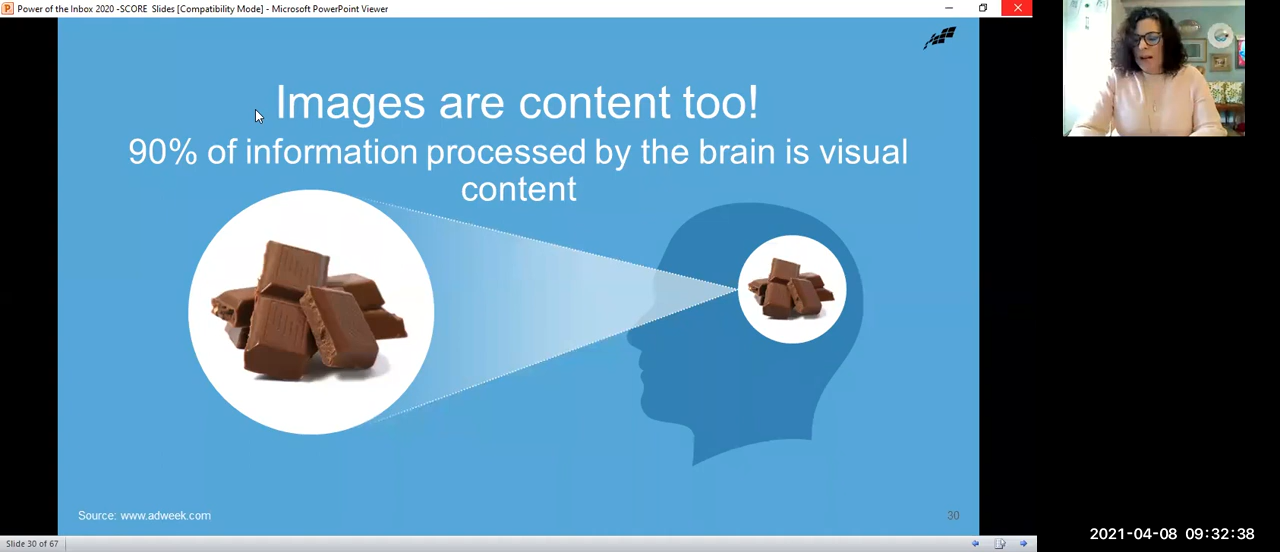 Power of the Inbox 2020 -SCORE Slides [Compatibility Mode] - Microsoft PowerPoint Viewer
Images are content too!
90% of information processed by the brain is visual
content
Source: www.adweek.com
30
Slide 30 of 67
2021-04-08 09:32:38